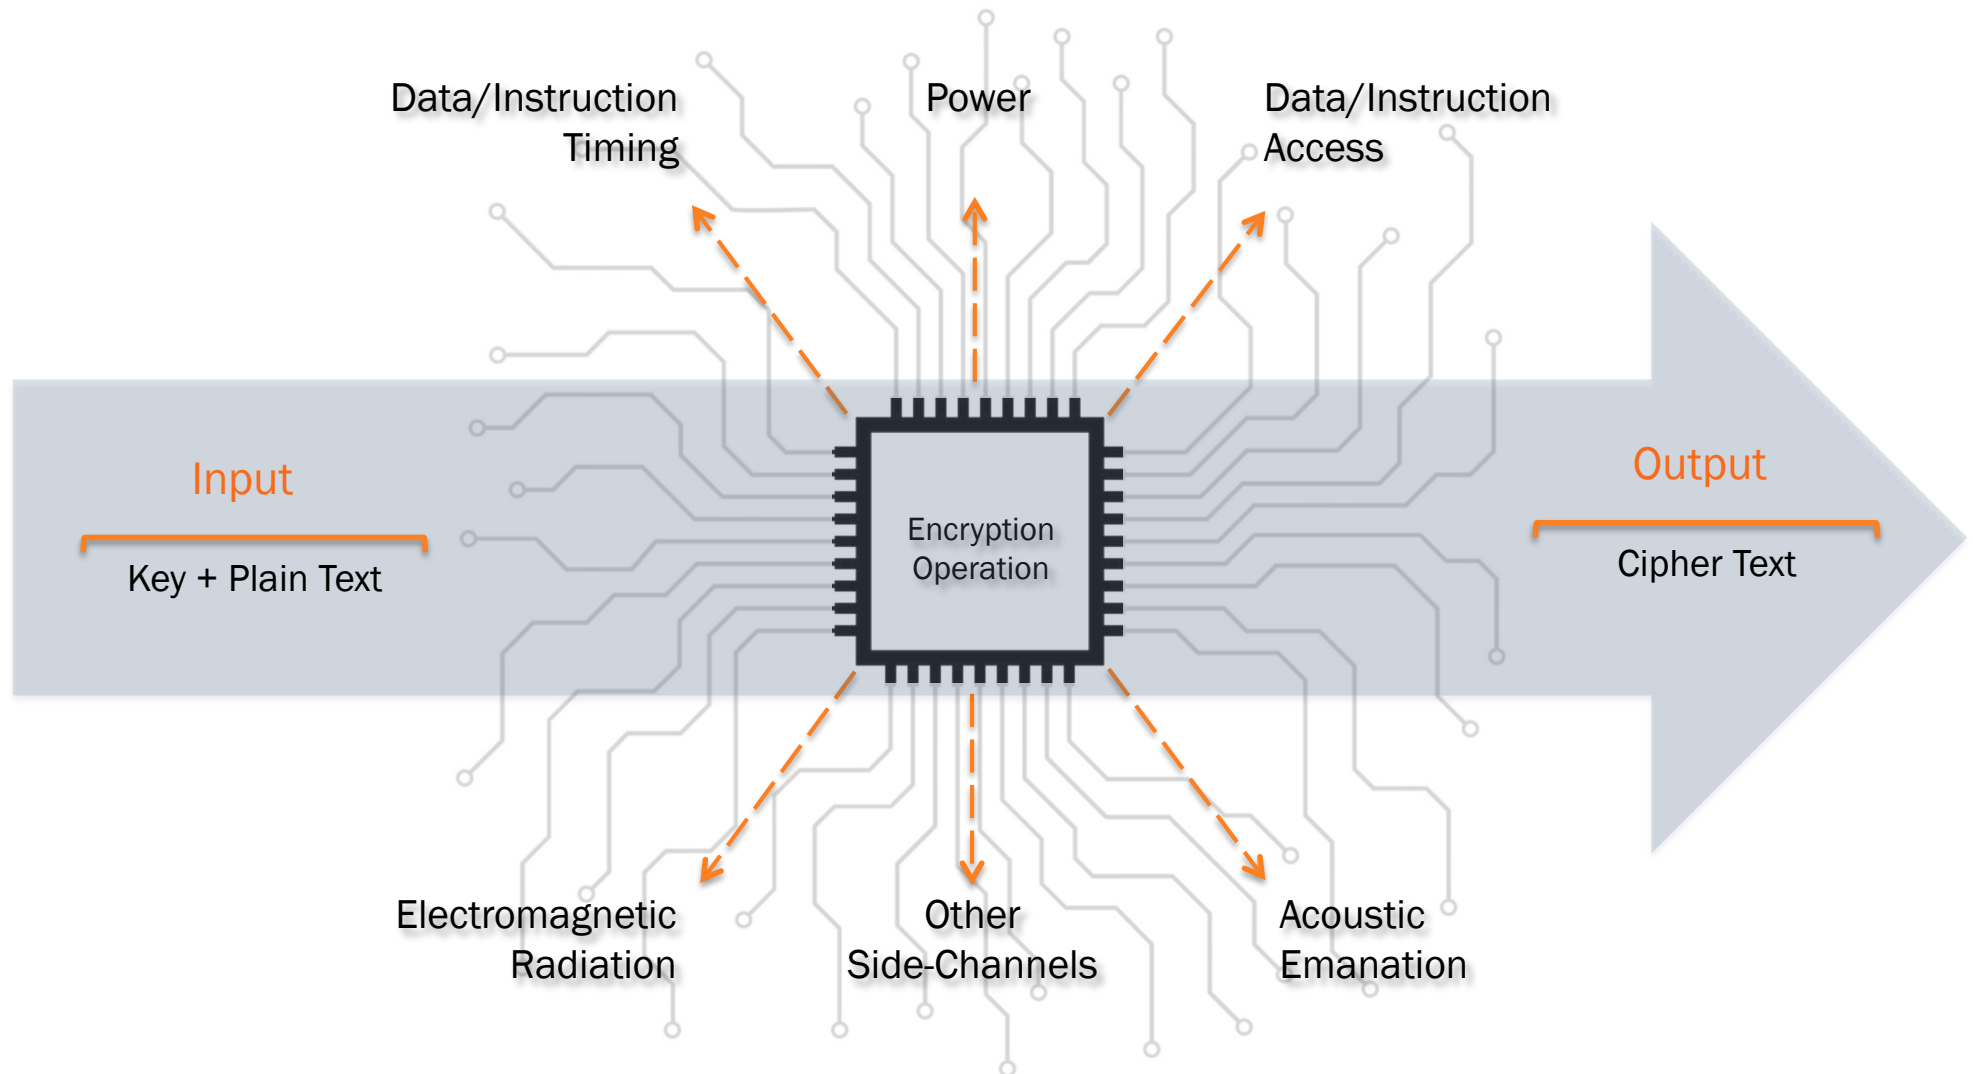 Data/Instruction
Timing
Power
Data/Instruction
Access
Input
Key + Plain Text
Encryption
Operation
Output
Cipher Text
Electromagnetic
Radiation
Other
Side-Channels
Acoustic
Emanation